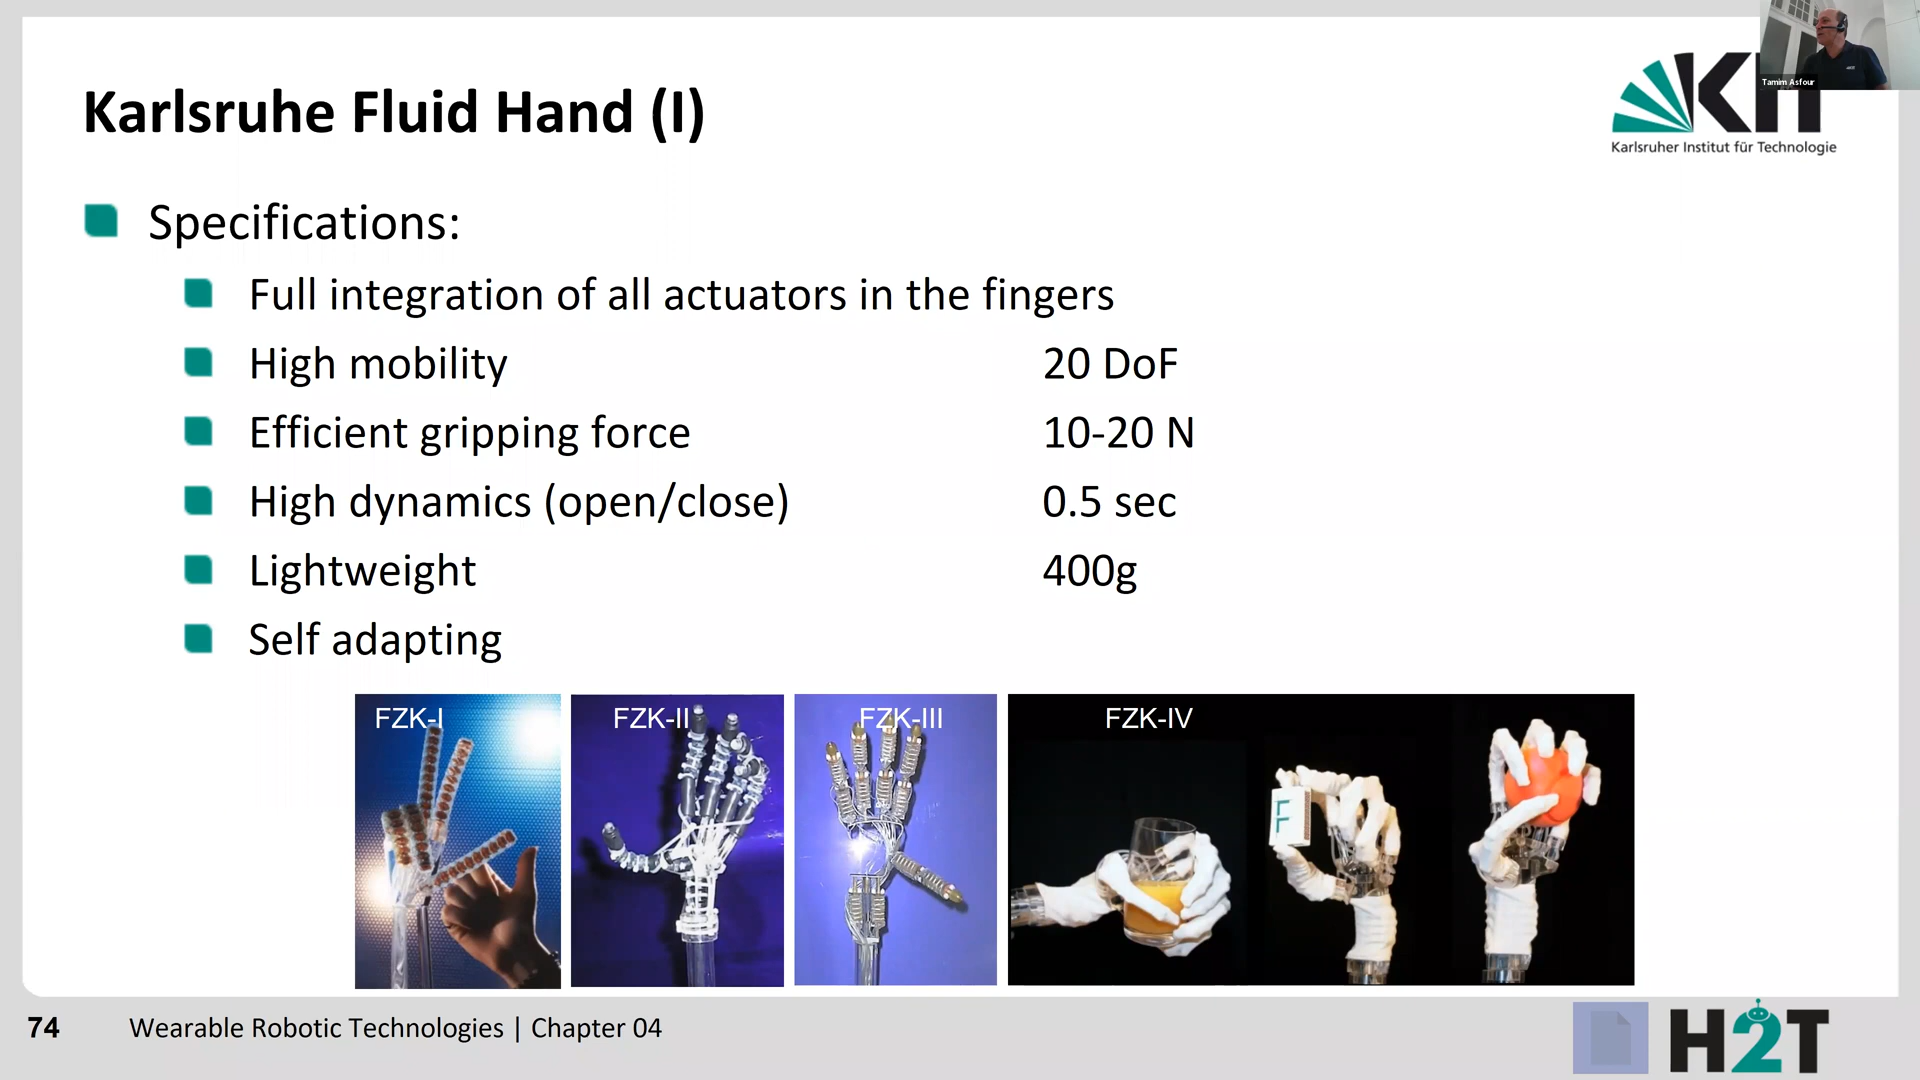 Karlsruhe Fluid Hand (I)
Tamim Asfour
KIT
Karlsruher Institut für Technologie
Specifications:
Full integration of all actuators in the fingers
High mobility 20 DoF
Efficient gripping force 10-20 N
High dynamics (open/close) 0.5 sec
Lightweight 400g
Self adapting
FZK-I FZK-II FZK-III FZK-IV
74 Wearable Robotic Technologies | Chapter 04
H2T